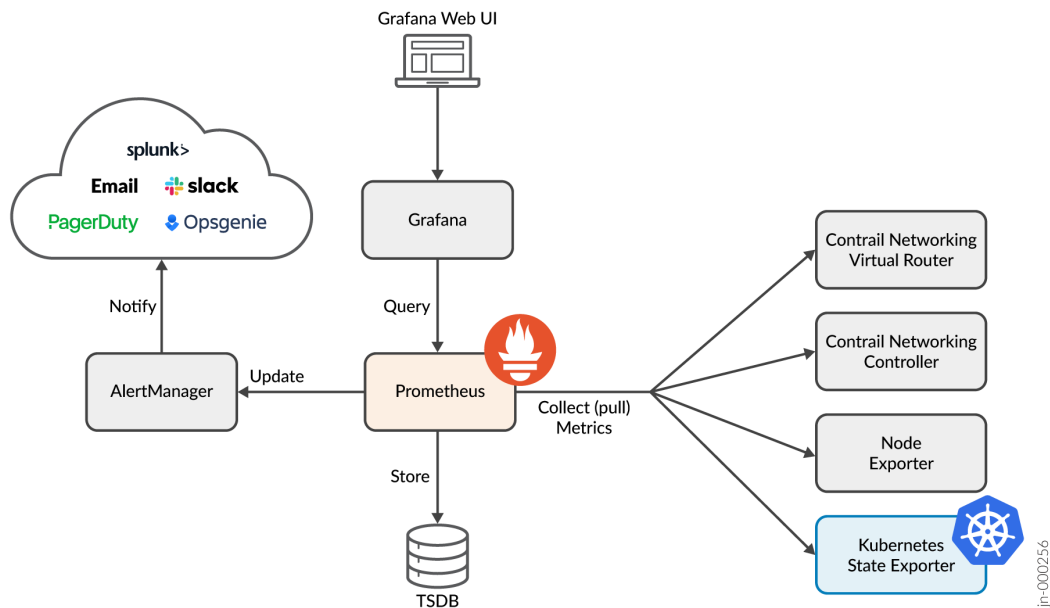 Grafana Web UI
splunk>
Email
slack
PagerDuty
Opsgenie
Grafana
Contrail Networking
Virtual Router
Notify
Query
Contrail Networking
Controller
AlertManager
Update
Prometheus
Collect (pull)
Metrics
Node
Exporter
Store
Kubernetes
State Exporter
TSDB
jn-000256